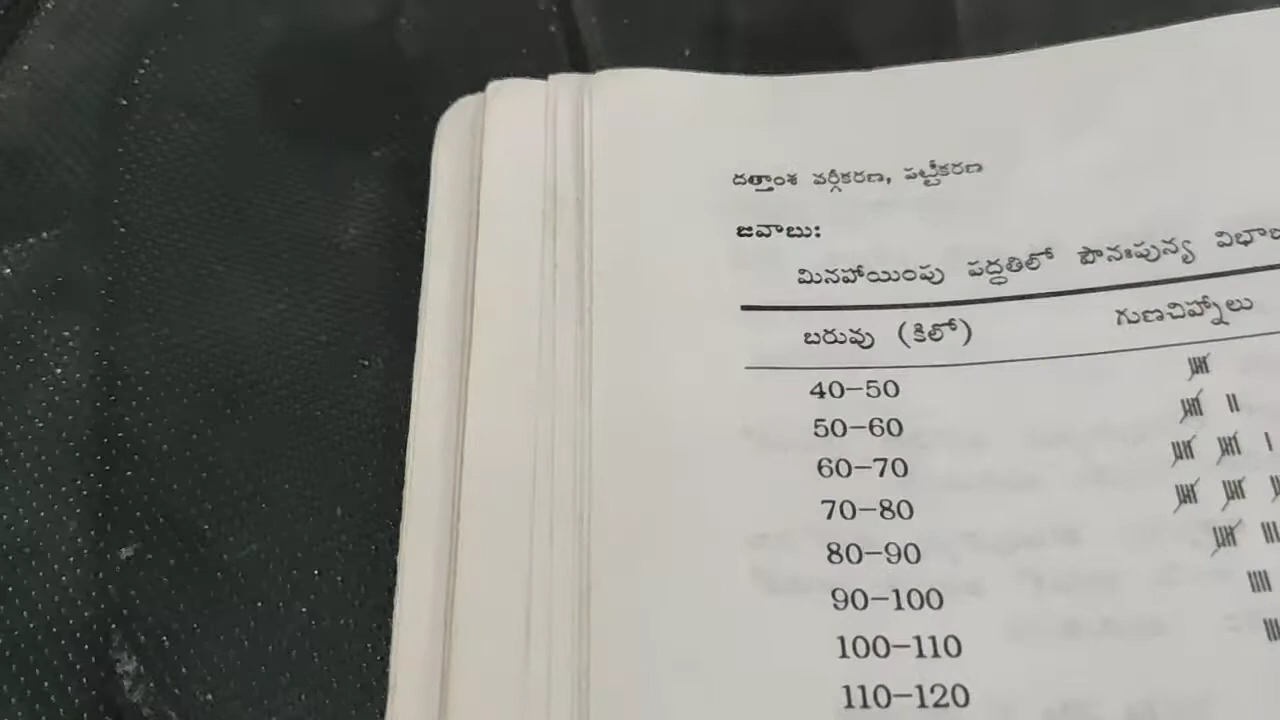 దత్తాంశ వర్గీకరణ, పట్టీకరణ
జవాబు:
మినహాయింపు పద్ధతిలో పౌనఃపున్య
బరువు (కిలో) గుణచిహ్నాలు
40-50
50-60
60-70
70-80
80-90
90-100
100-110
110-120